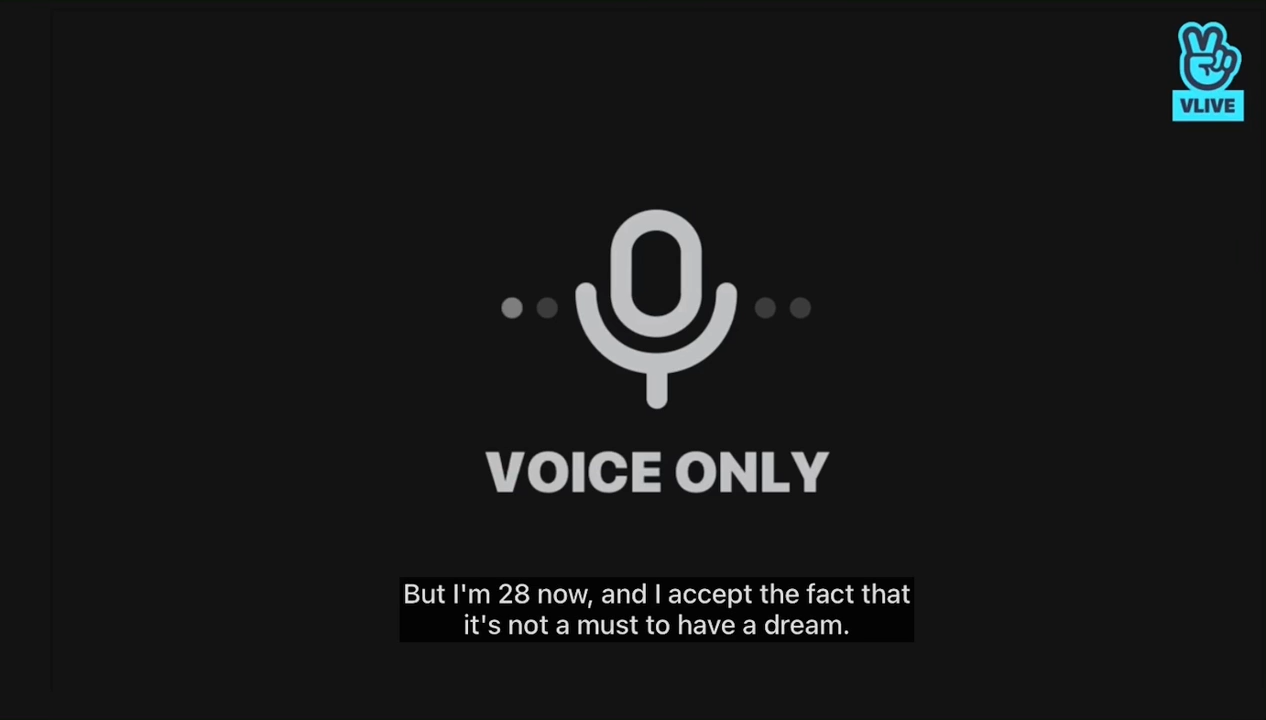 VLIVE
VOICE ONLY
But I'm 28 now, and I accept the fact that
it's not a must to have a dream.